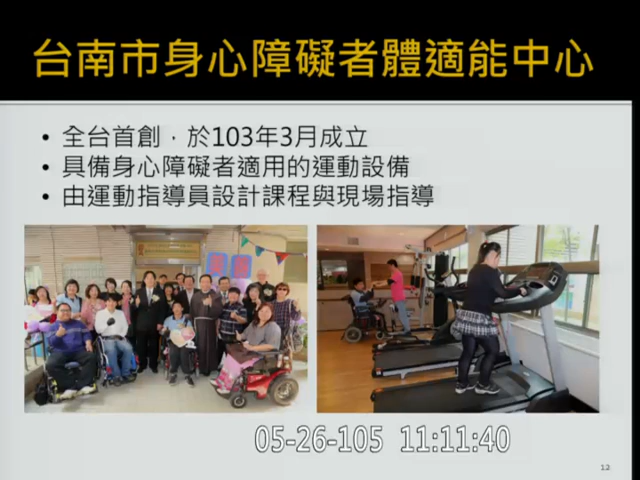 台南市身心障礙者體適能中心
• 全台首創，於103年3月成立
• 具備身心障礙者適用的運動設備
• 由運動指導員設計課程與現場指導
05-26-105 11:11:40
12